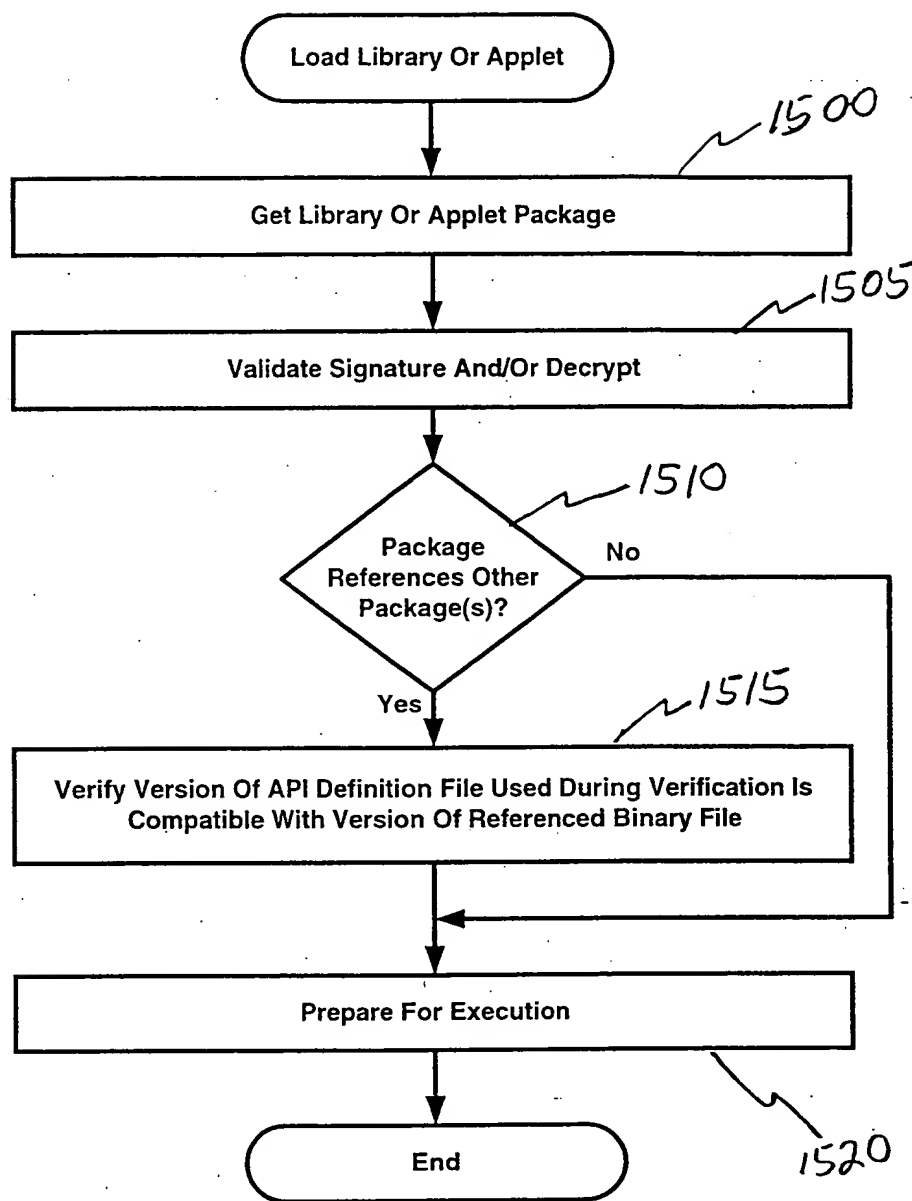 Load Library Or Applet
1500
Get Library Or Applet Package
1505
Validate Signature And/Or Decrypt
1510
Package
References Other
Package(s)?
No
Yes
1515
Verify Version Of API Definition File Used During Verification Is
Compatible With Version Of Referenced Binary File
Prepare For Execution
1520
End